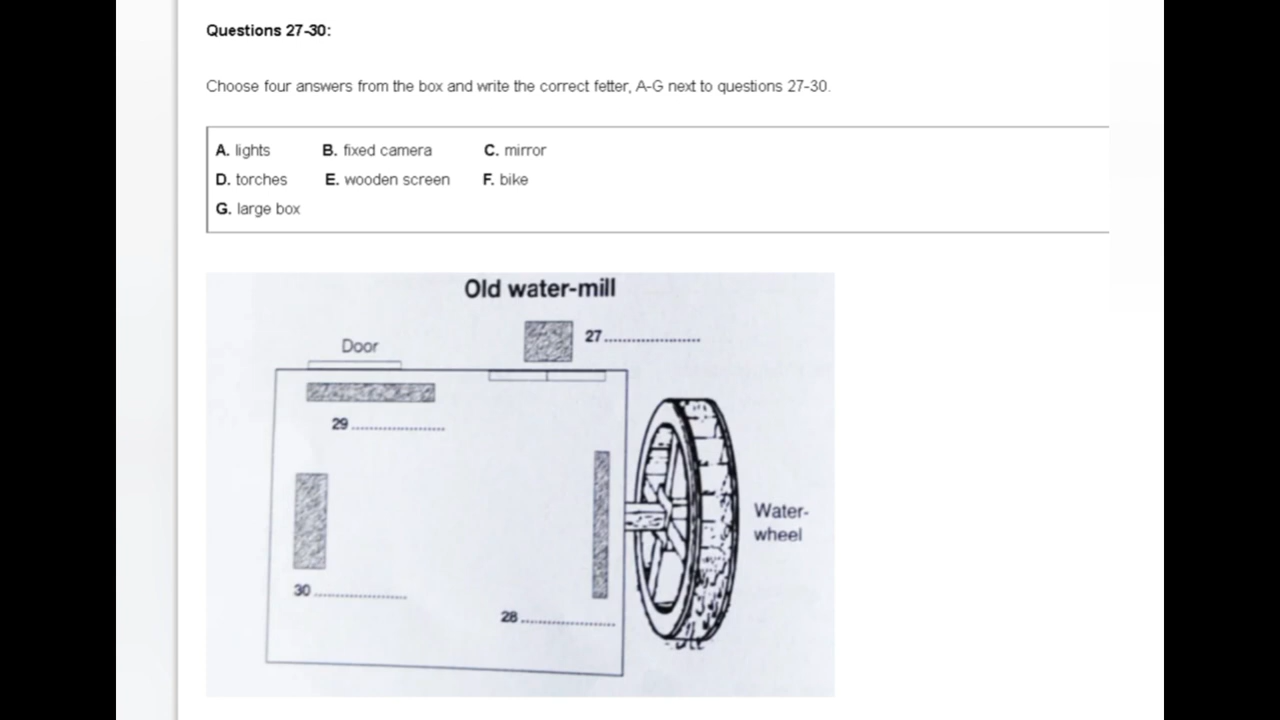 Questions 27-30:
Choose four answers from the box and write the correct fetter, A-G next to questions 27-30.
A. lights B. fixed camera C. mirror
D. torches E. wooden screen F. bike
G. large box
Old water-mill
27....................
Door
29....................
Water-
wheel
30....................
28....................